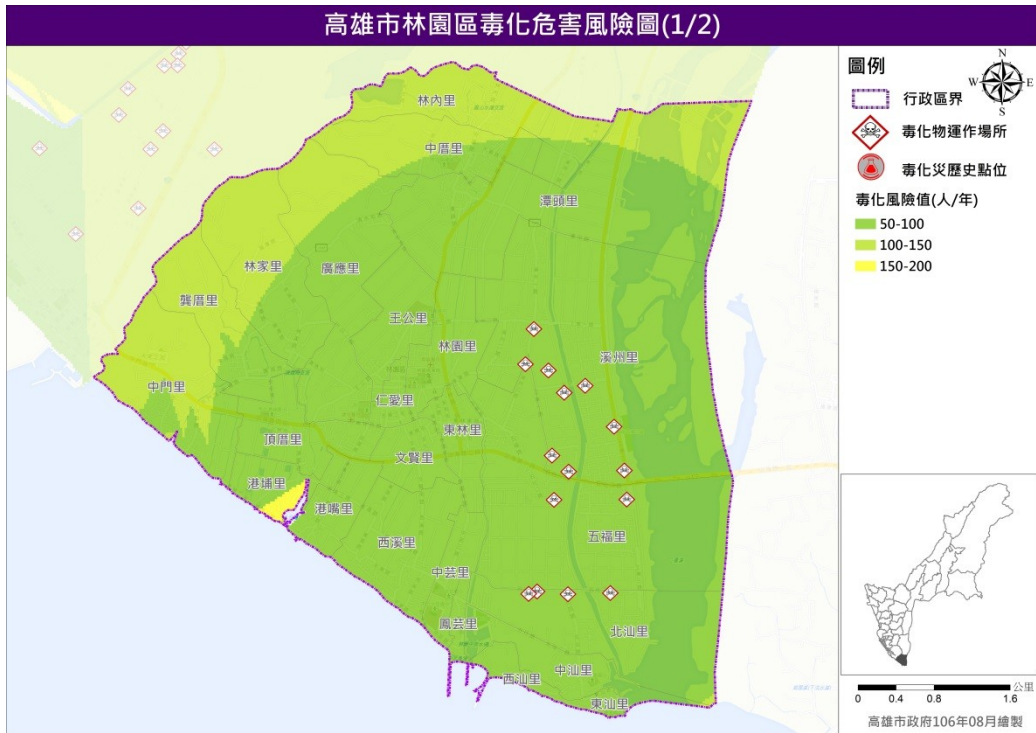 高雄市林園區毒化危害風險圖(1/2)
圖例
N
W
E
S
行政區界
毒化物運作場所
毒化災歷史點位
毒化風險值(人/年)
50-100
100-150
150-200
林內里
中厝里
潭頭里
林家里
廣應里
龔厝里
王公里
林園里
溪州里
中門里
仁愛里
東林里
頂厝里
文賢里
港埔里
港嘴里
西溪里
五福里
中芸里
鳳芸里
北汕里
中汕里
西汕里
東汕里
公里
0
0.4
0.8
1.6
高雄市政府106年08月繪製